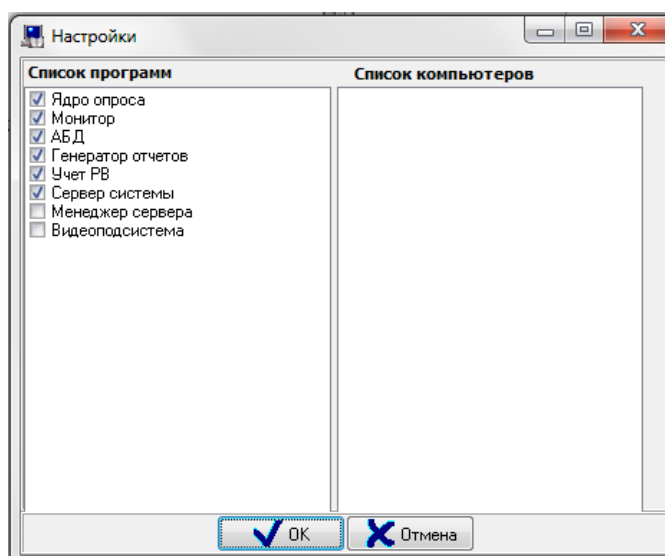 Настройки
Список программ
Ядро опроса
Монитор
АБД
Генератор отчетов
Учет РВ
Сервер системы
Менеджер сервера
Видеоподсистема
Список компьютеров
OK
Отмена